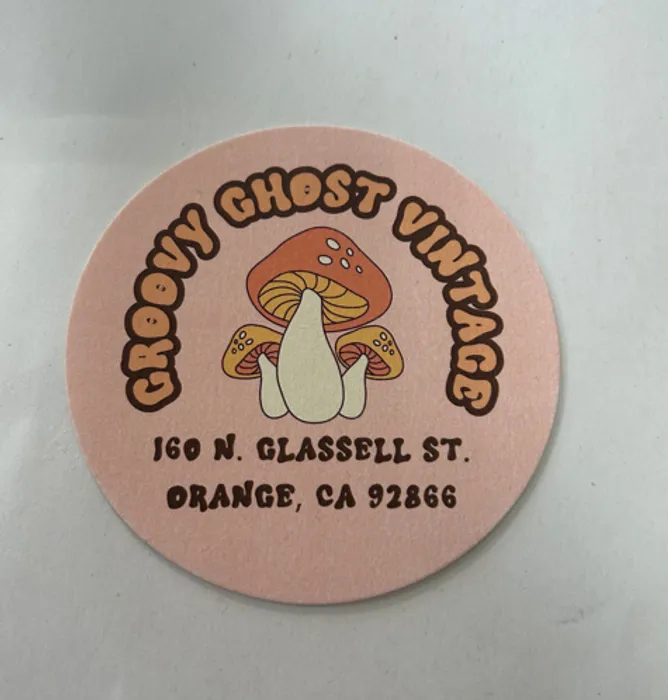 GROOVY GHOST VINTAGE
160 N. GLASSELL ST.
ORANGE, CA 92866